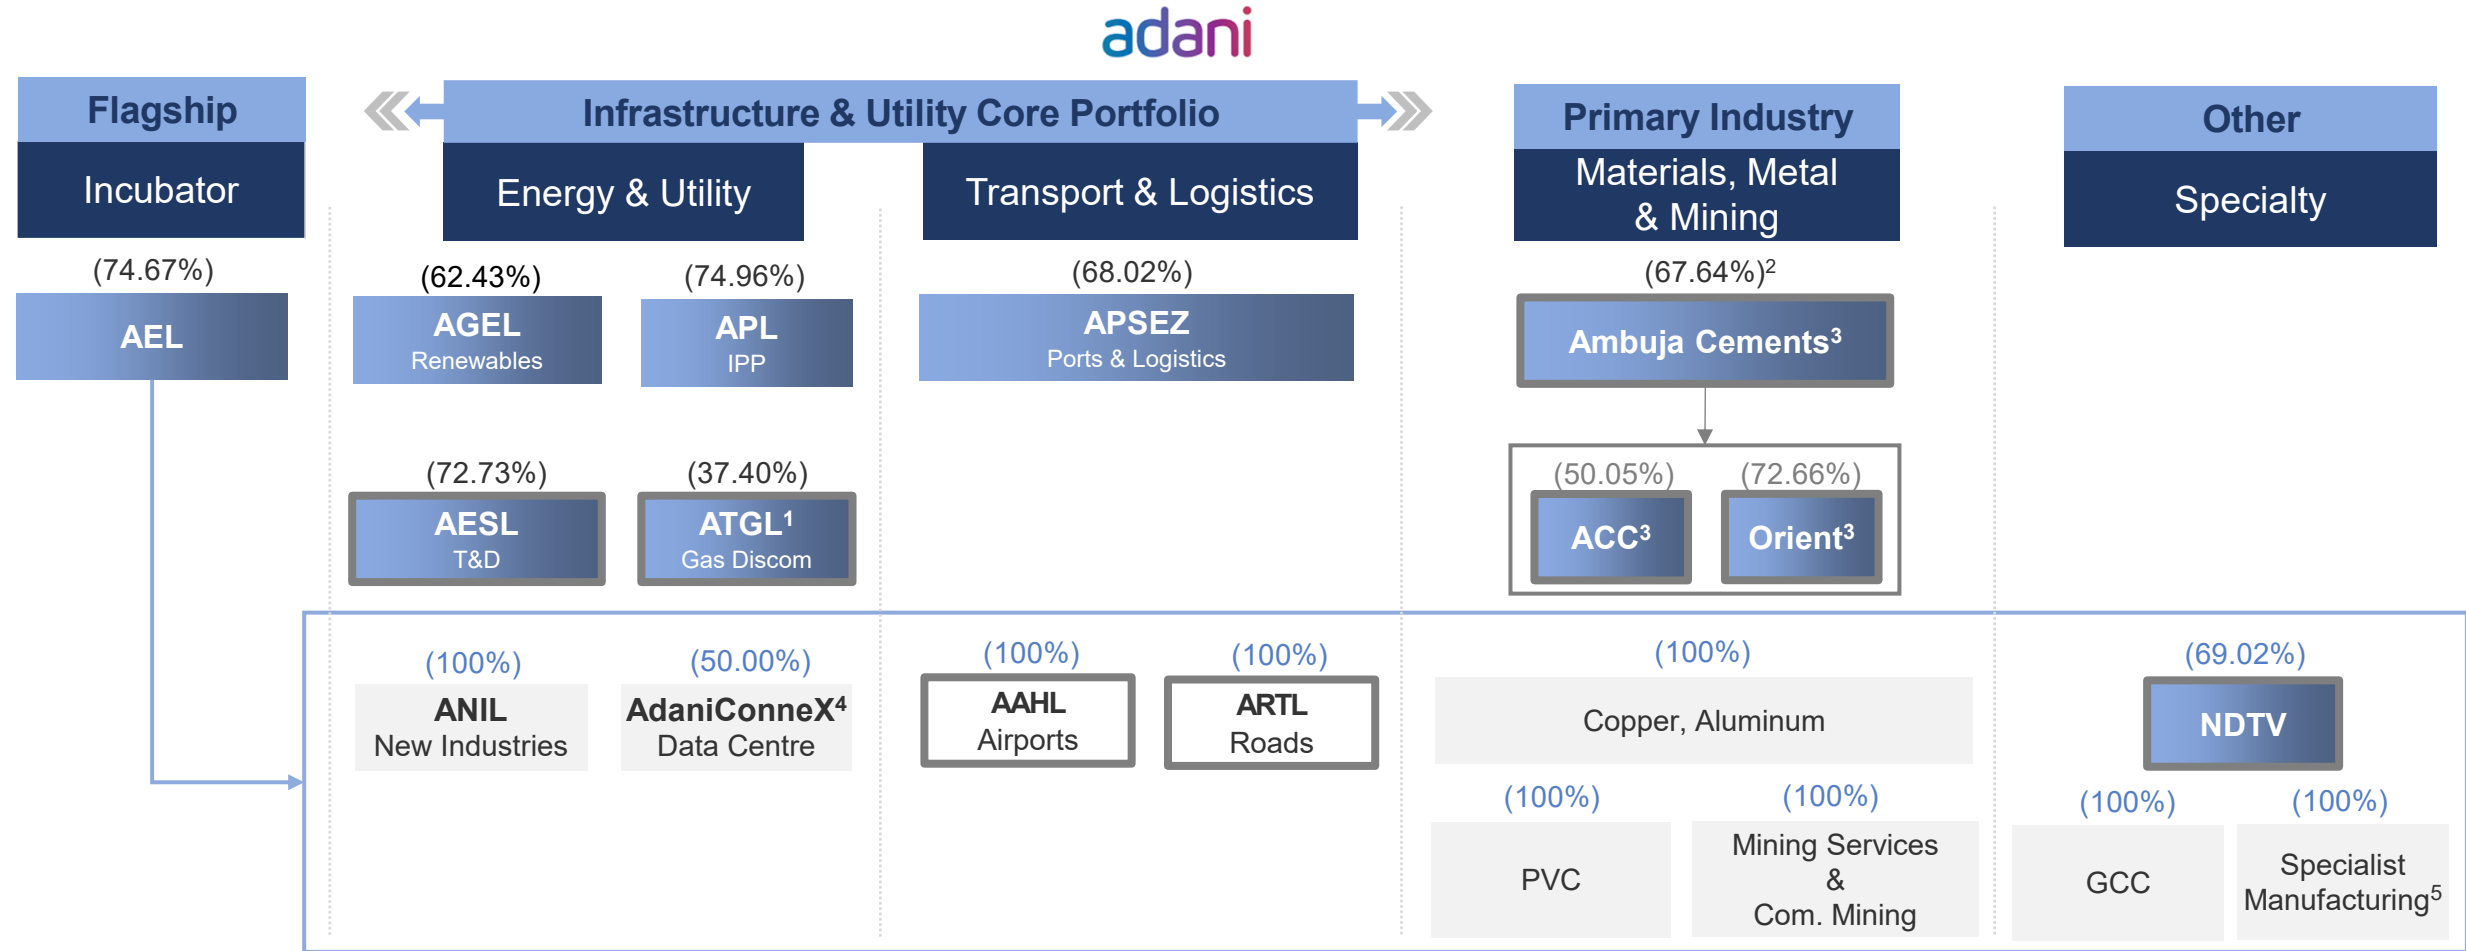 adani
Flagship
Incubator
(74.67%)
AEL
Infrastructure & Utility Core Portfolio
Energy & Utility
(62.43%)
AGEL
Renewables
(74.96%)
APL
IPP
(72.73%)
AESL
T&D
(37.40%)
ATGL¹
Gas Discom
Transport & Logistics
(68.02%)
APSEZ
Ports & Logistics
Primary Industry
Materials, Metal
& Mining
(67.64%)²
Ambuja Cements³
(50.05%)
ACC³
(72.66%)
Orient³
Other
Specialty
(100%)
ANIL
New Industries
(50.00%)
AdaniConneX⁴
Data Centre
(100%)
AAHL
Airports
(100%)
ARTL
Roads
(100%)
Copper, Aluminum
(100%)
PVC
(100%)
Mining Services
&
Com. Mining
(69.02%)
NDTV
(100%)
GCC
(100%)
Specialist
Manufacturing⁵